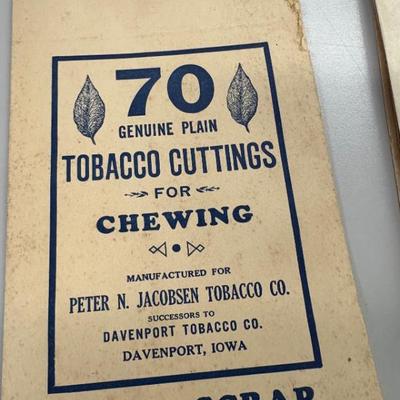 70
GENUINE PLAIN
TOBACCO CUTTINGS
FOR
CHEWING
MANUFACTURED FOR
PETER N. JACOBSEN TOBACCO CO.
SUCCESSORS TO
DAVENPORT TOBACCO CO.
DAVENPORT, IOWA
SCRAP